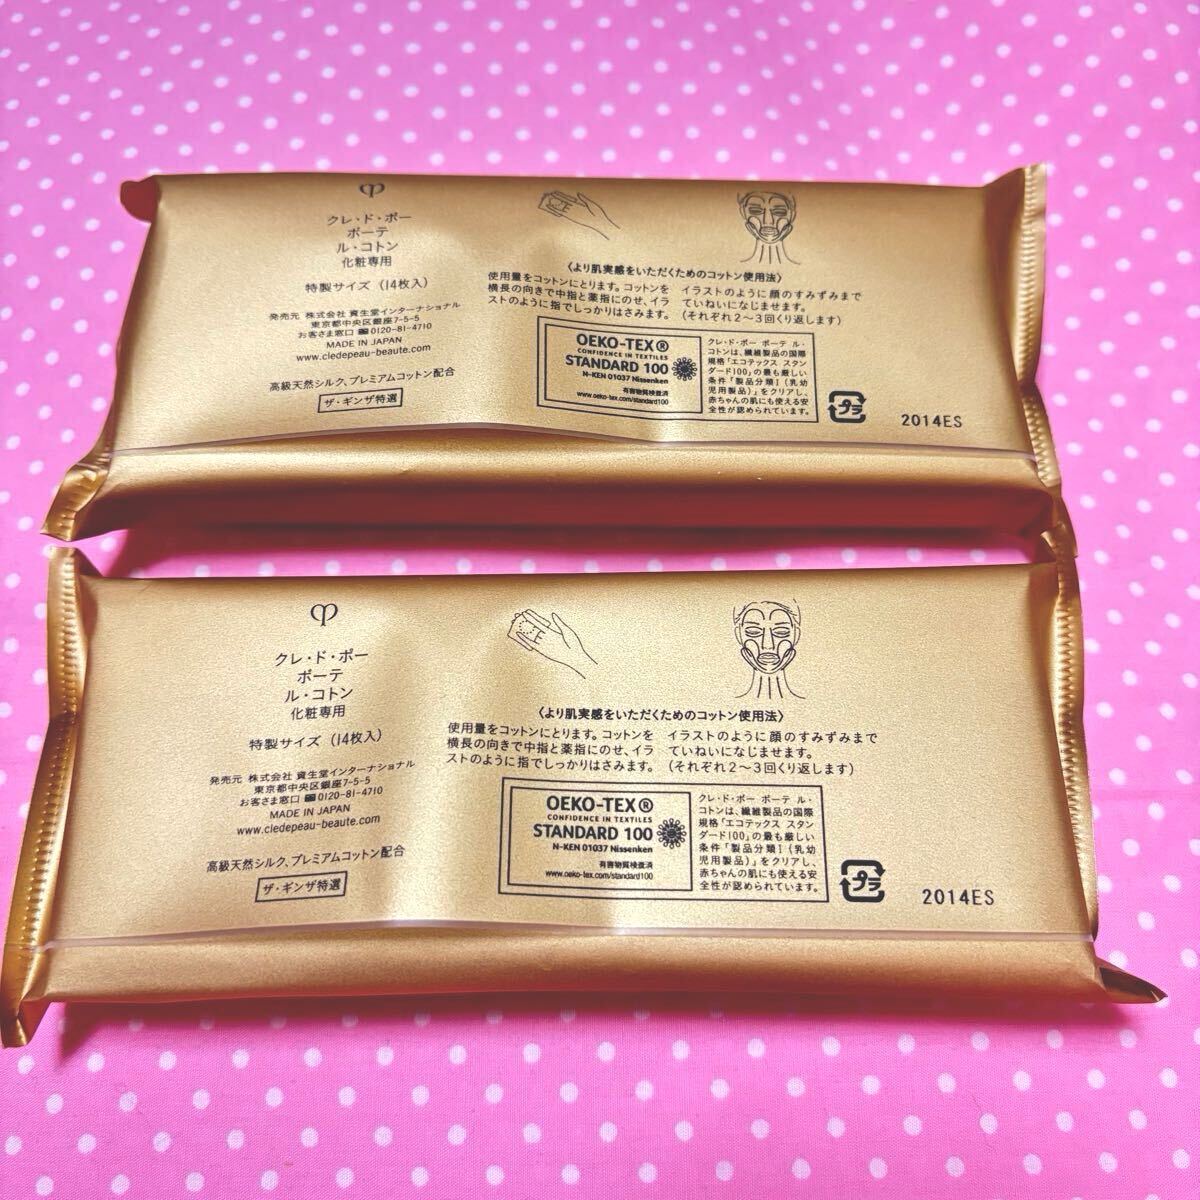 クレ・ド・ポー
ボーテ
ル・コトン
化粧専用
特製サイズ（14枚入）
発売元 株式会社 資生堂インターナショナル
東京都中央区銀座7-5-5
お客さま窓口 ☎0120-81-4710
MADE IN JAPAN
www.cledepeau-beaute.com
高級天然シルク、プレミアムコットン配合
ザ・ギンザ特選
〈より肌実感をいただくためのコットン使用法〉
使用量をコットンにとります。コットンを
横長の向きで中指と薬指にのせ、イラ
ストのように指でしっかりはさみます。
イラストのように顔のすみずみまで
ていねいになじませます。
（それぞれ2〜3回くり返します）
OEKO-TEX®
CONFIDENCE IN TEXTILES
STANDARD 100
N-KEN 01037 Nissenken
有害物質検査済
www.oeko-tex.com/standard100
クレ・ド・ポー ボーテ ル・
コトンは、繊維製品の国際
規格「エコテックス スタン
ダード100」の最も厳しい
条件「製品分類Ⅰ（乳幼
児用製品）」をクリアし、
赤ちゃんの肌にも使える安
全性が認められています。
プラ
2014ES
クレ・ド・ポー
ボーテ
ル・コトン
化粧専用
特製サイズ（14枚入）
発売元 株式会社 資生堂インターナショナル
東京都中央区銀座7-5-5
お客さま窓口 ☎0120-81-4710
MADE IN JAPAN
www.cledepeau-beaute.com
高級天然シルク、プレミアムコットン配合
ザ・ギンザ特選
〈より肌実感をいただくためのコットン使用法〉
使用量をコットンにとります。コットンを
横長の向きで中指と薬指にのせ、イラ
ストのように指でしっかりはさみます。
イラストのように顔のすみずみまで
ていねいになじませます。
（それぞれ2〜3回くり返します）
OEKO-TEX®
CONFIDENCE IN TEXTILES
STANDARD 100
N-KEN 01037 Nissenken
有害物質検査済
www.oeko-tex.com/standard100
クレ・ド・ポー ボーテ ル・
コトンは、繊維製品の国際
規格「エコテックス スタン
ダード100」の最も厳しい
条件「製品分類Ⅰ（乳幼
児用製品）」をクリアし、
赤ちゃんの肌にも使える安
全性が認められています。
プラ
2014ES